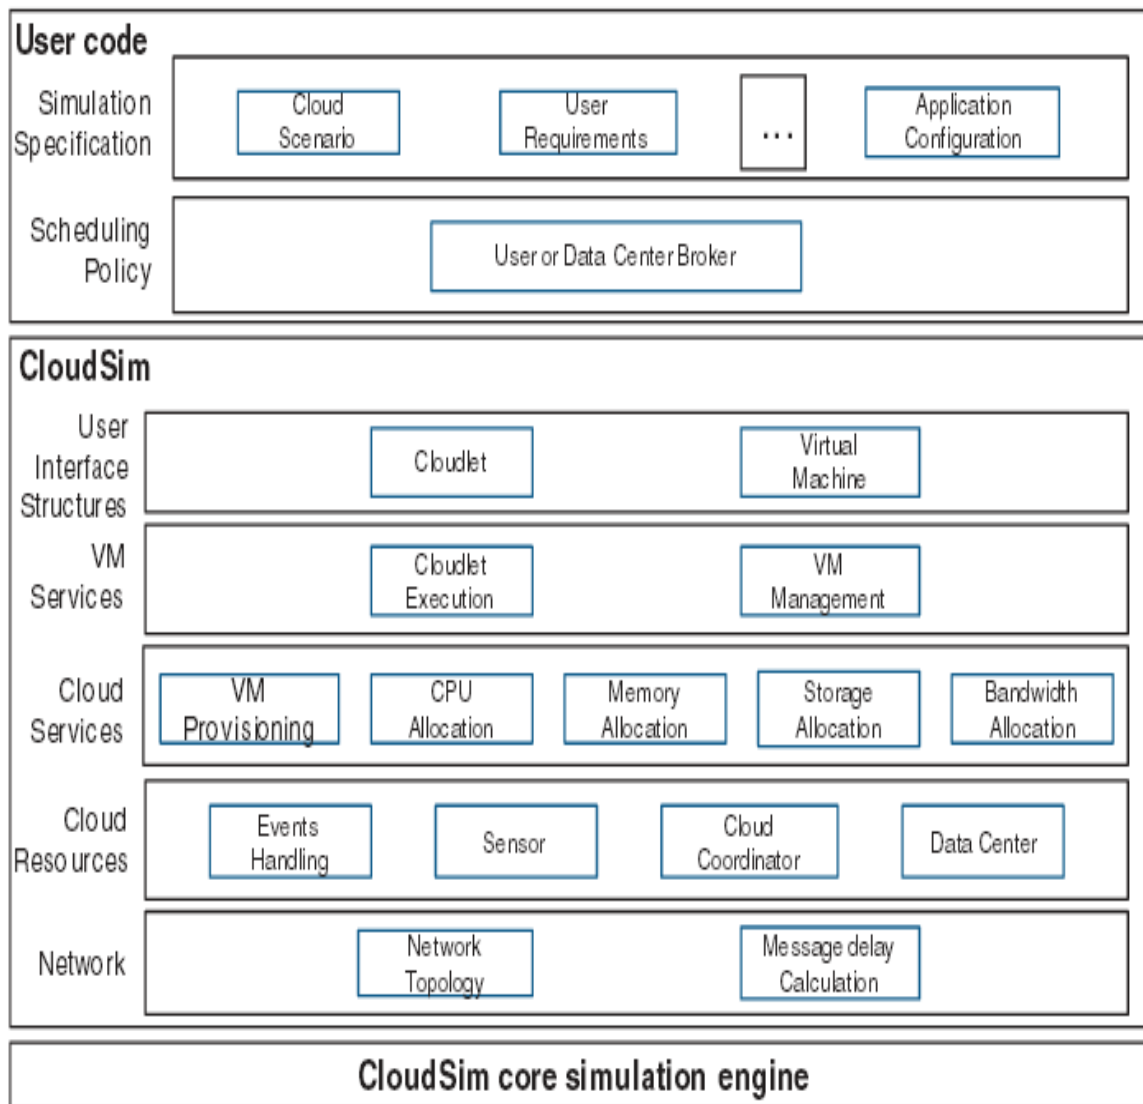 User code
Simulation
Specification
Cloud
Scenario
User
Requirements
...
Application
Configuration
Scheduling
Policy
User or Data Center Broker
CloudSim
User
Interface
Structures
Cloudlet
Virtual
Machine
VM
Services
Cloudlet
Execution
VM
Management
Cloud
Services
VM
Provisioning
CPU
Allocation
Memory
Allocation
Storage
Allocation
Bandwidth
Allocation
Cloud
Resources
Events
Handling
Sensor
Cloud
Coordinator
Data Center
Network
Network
Topology
Message delay
Calculation
CloudSim core simulation engine